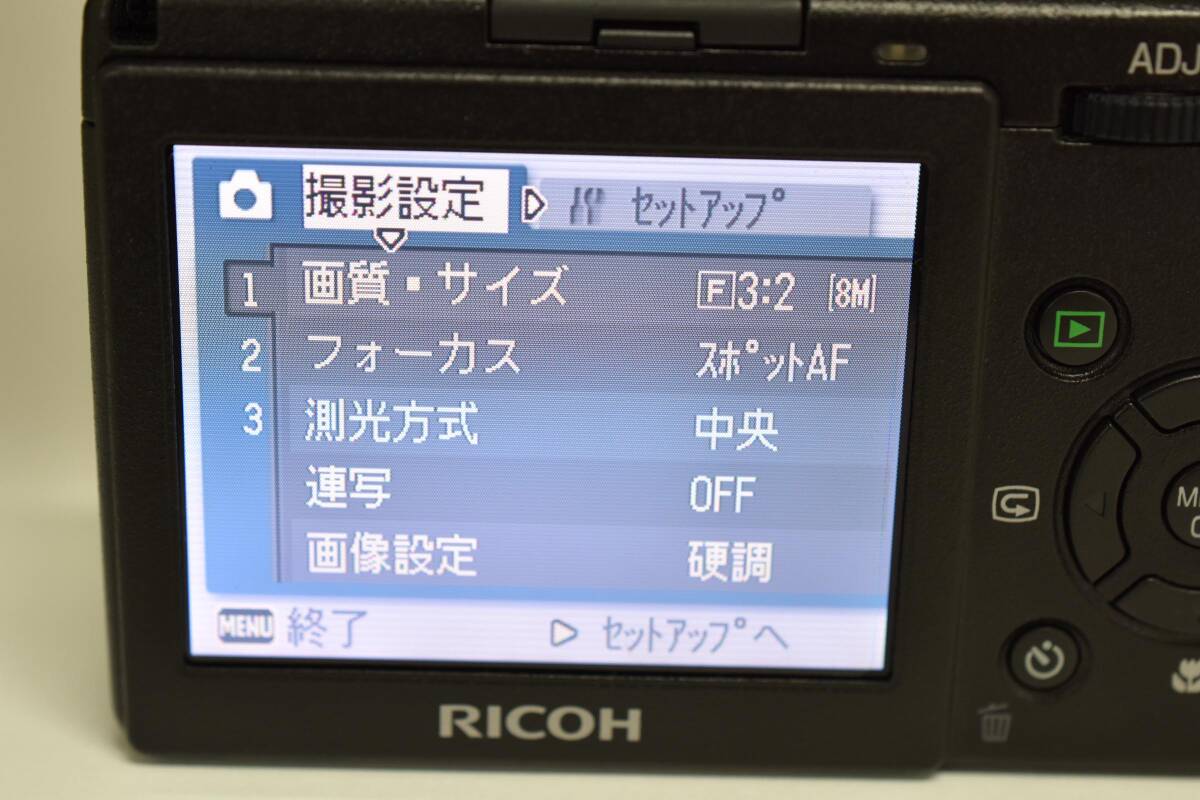 ADJ
撮影設定 セットアップ
1 画質・サイズ F3:2 [8M]
2 フォーカス スポットAF
3 測光方式 中央
連写 OFF
画像設定 硬調
MENU 終了 セットアップへ
RICOH